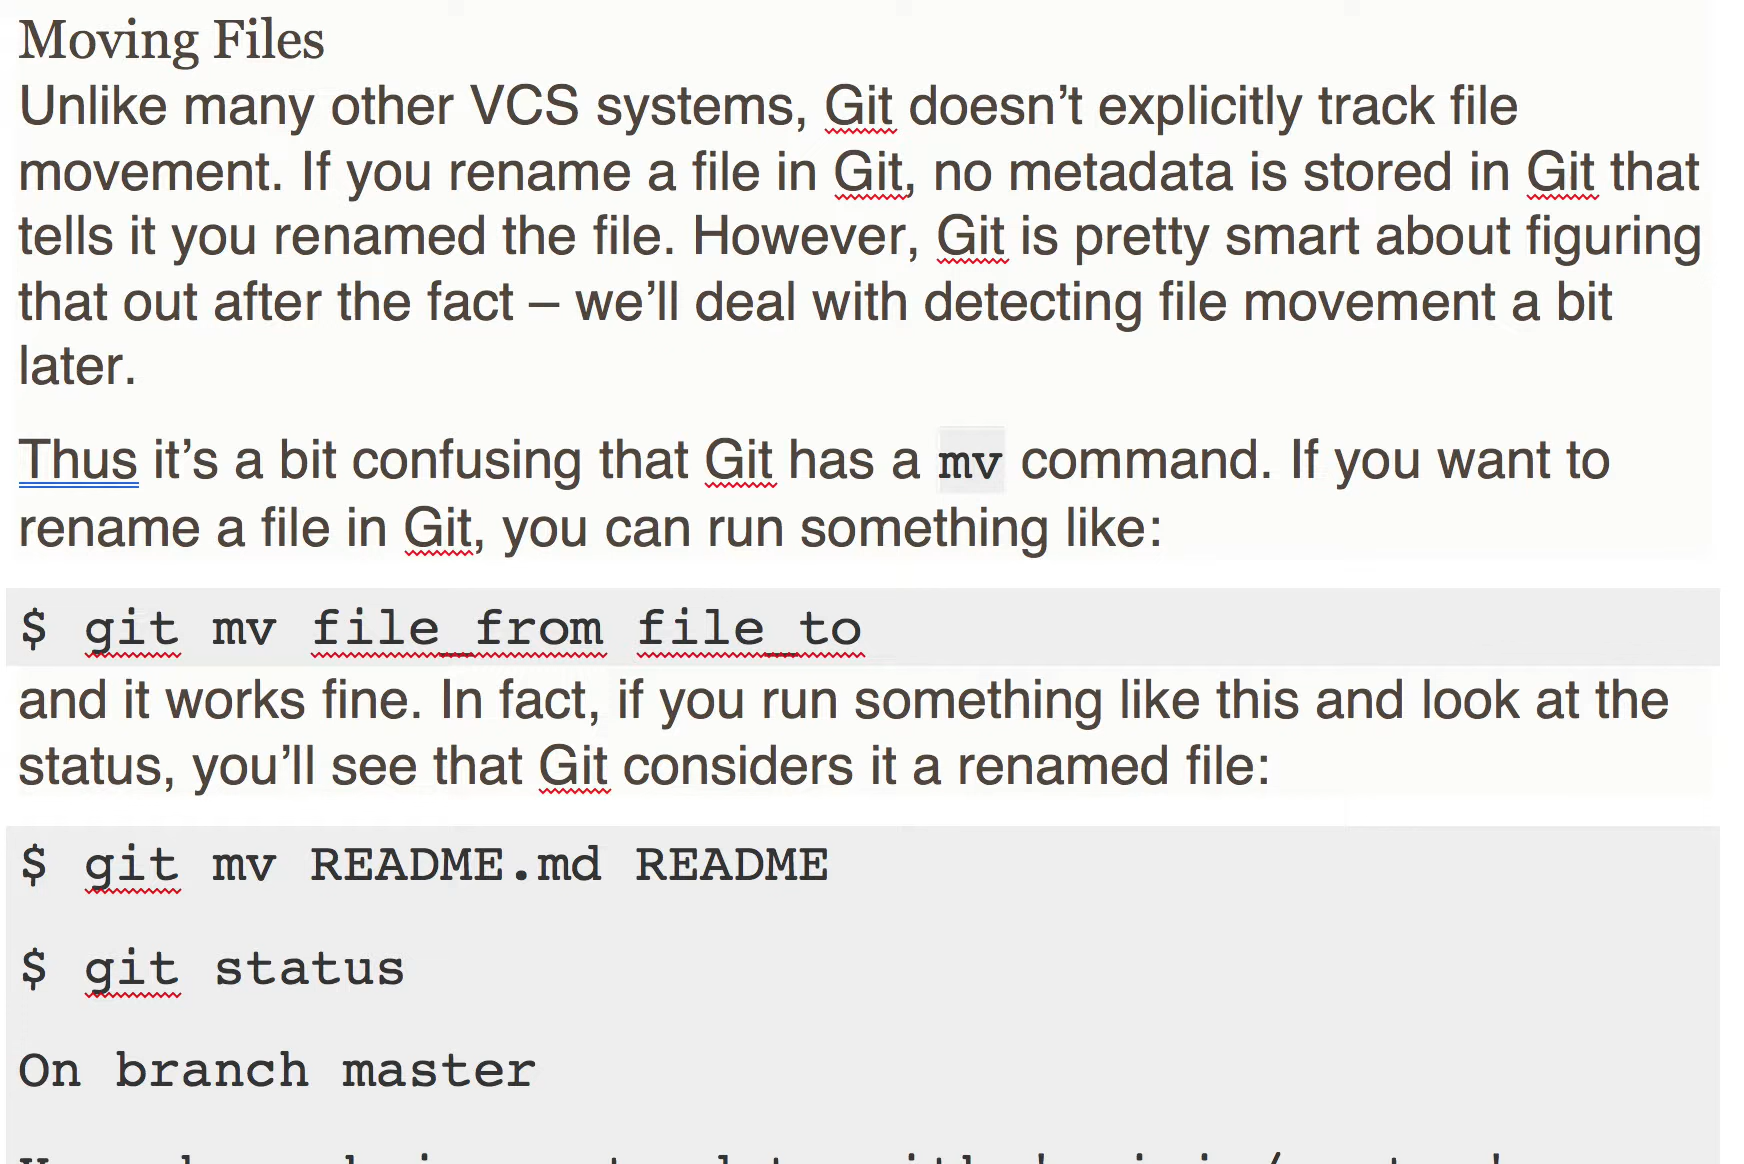 Moving Files
Unlike many other VCS systems, Git doesn’t explicitly track file
movement. If you rename a file in Git, no metadata is stored in Git that
tells it you renamed the file. However, Git is pretty smart about figuring
that out after the fact – we’ll deal with detecting file movement a bit
later.
Thus it’s a bit confusing that Git has a mv command. If you want to
rename a file in Git, you can run something like:
$ git mv file_from file_to
and it works fine. In fact, if you run something like this and look at the
status, you’ll see that Git considers it a renamed file:
$ git mv README.md README
$ git status
On branch master